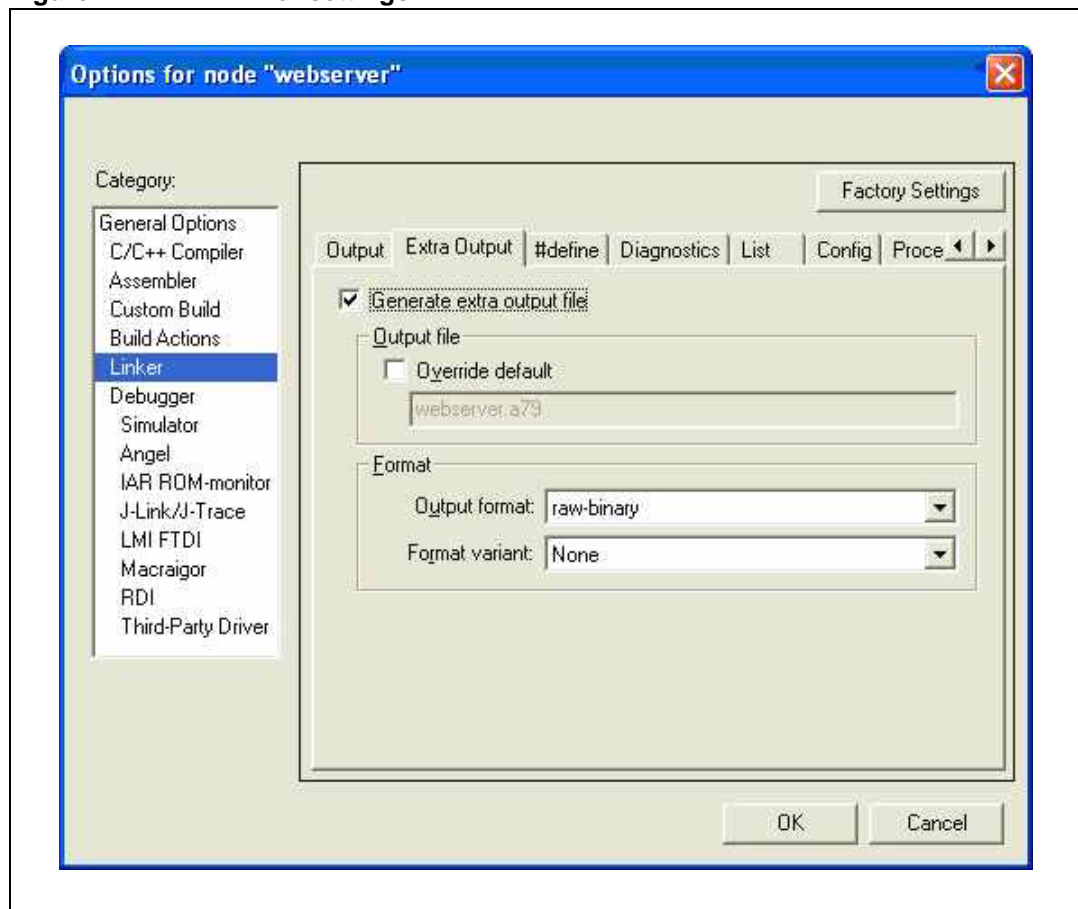 Options for node "webserver"
Category:
General Options
C/C++ Compiler
Assembler
Custom Build
Build Actions
Linker
Debugger
Simulator
Angel
IAR ROM-monitor
J-Link/J-Trace
LMI FTDI
Macraigor
RDI
Third-Party Driver
Factory Settings
Output Extra Output #define Diagnostics List Config Proce
Generate extra output file
Output file
Override default
webserver.a79
Format
Output format: raw-binary
Format variant: None
OK Cancel